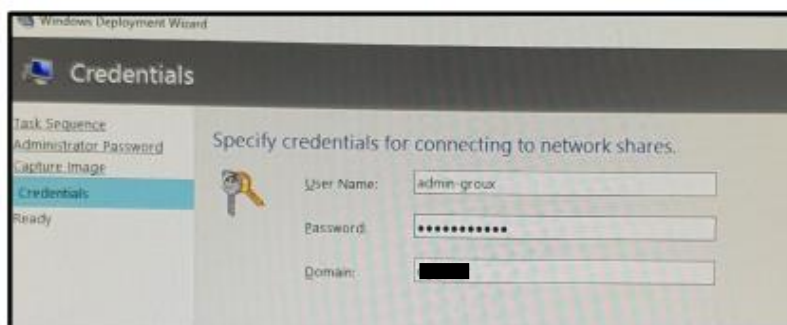 Windows Deployment Wizard
Credentials
Task Sequence
Administrator Password
Capture Image
Credentials
Ready
Specify credentials for connecting to network shares.
User Name: admin-groux
Password: •••••••••••
Domain: